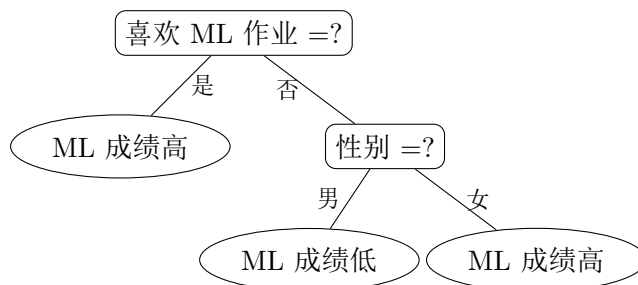 喜欢 ML 作业 =?
是
否
ML 成绩高
性别 =?
男
女
ML 成绩低
ML 成绩高